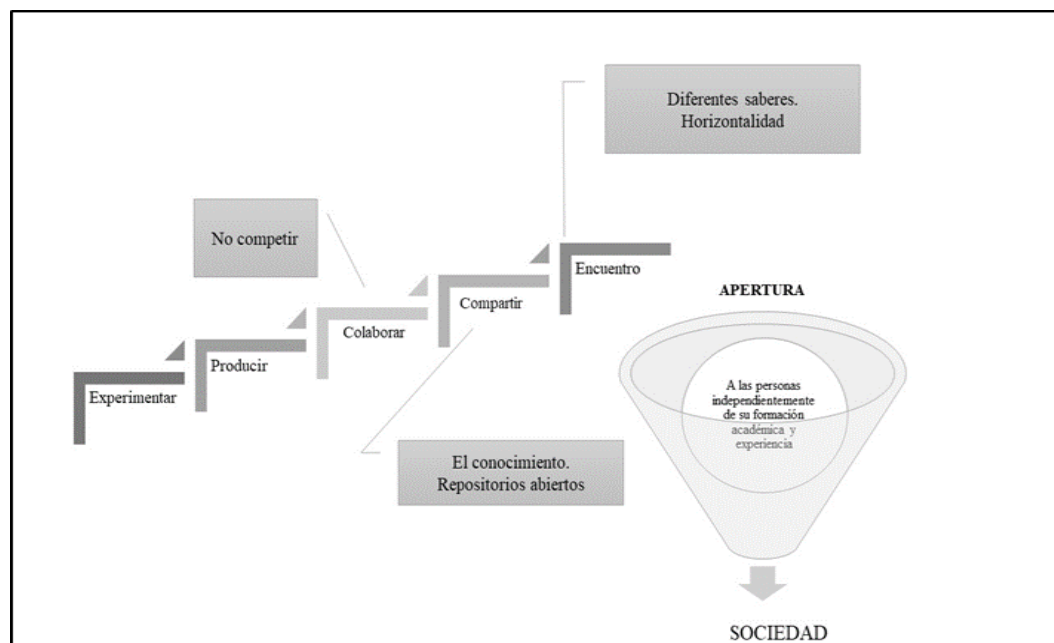 Diferentes saberes.
Horizontalidad
No competir
Encuentro
Compartir
Colaborar
Producir
Experimentar
El conocimiento.
Repositorios abiertos
APERTURA
A las personas
independientemente
de su formación
académica y
experiencia
SOCIEDAD